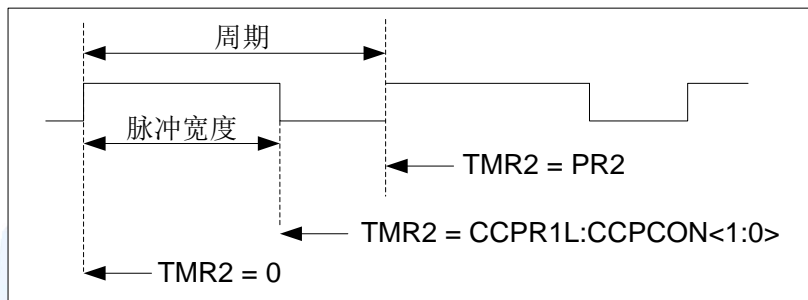 周期
脉冲宽度
TMR2 = PR2
TMR2 = CCPR1L:CCPCON<1:0>
TMR2 = 0